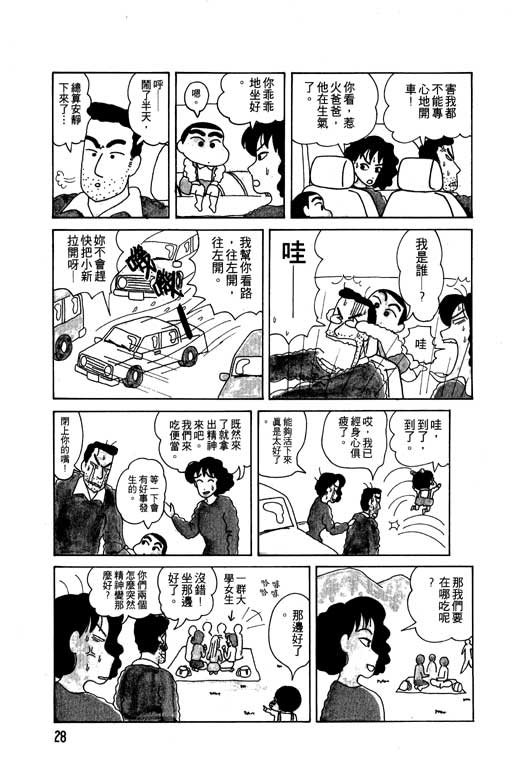 害我都
不能專
心地開
車！
你看，惹
火爸爸，
他在生氣
了。
你乖乖
地坐好
。
嗯。
呼—
鬧了半天，
總算安靜
下來了…
我是誰？
哇
哇
我幫你看路
，往左開，
往左開。
妳不會趕
快把小新
拉開呀—
哇，
到了，
到了。
哎，我已
經身心俱
疲了。
能夠活下來
真是太好了
。
既然來
了就拿
出精神
來吧。
我們來
吃便當。
等一下會
有好事發
生的。
閉上你的嘴！
那我們要
在哪吃呢
？
那邊好了
。
一群大
學女生
哈哈
哈哈
沒錯！
坐那邊
好了。
你們兩個
怎麼突然
精神變那
麼好？
28